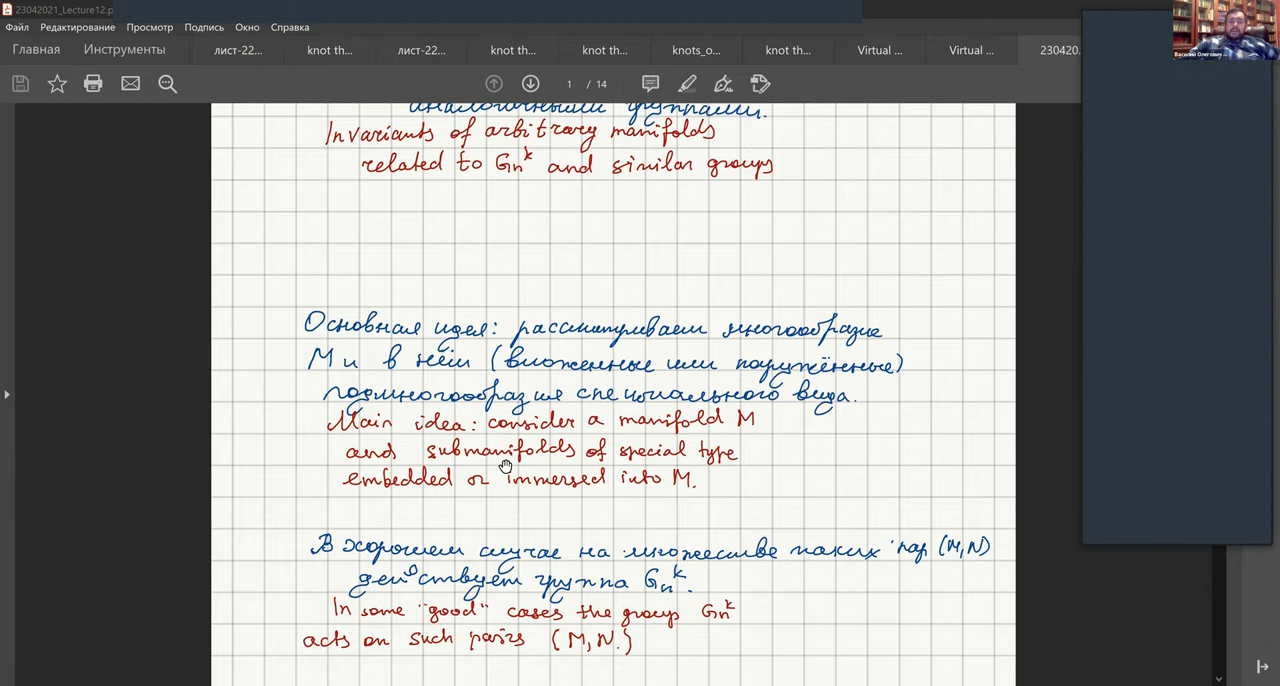 23042021_Lecture12.p
Файл Редактирование Просмотр Подпись Окно Справка
Главная Инструменты лист-22... knot th... лист-22... knot th... knot th... knots_o... knot th... Virtual ... Virtual ... 230420.
1 / 14
Василий Олегович
аналогичными группами.
Invariants of arbitrary manifolds
related to Gₙᵏ and similar groups
Основная идея: рассматриваем многообразие
M и в нём (вложенные или погружённые)
подмногообразия специального вида.
Main idea: consider a manifold M
and submanifolds of special type
embedded or immersed into M.
В хорошем случае на множестве таких пар (M,N)
действует группа Gₙᵏ.
In some "good" cases the group Gₙᵏ
acts on such pairs (M,N.)